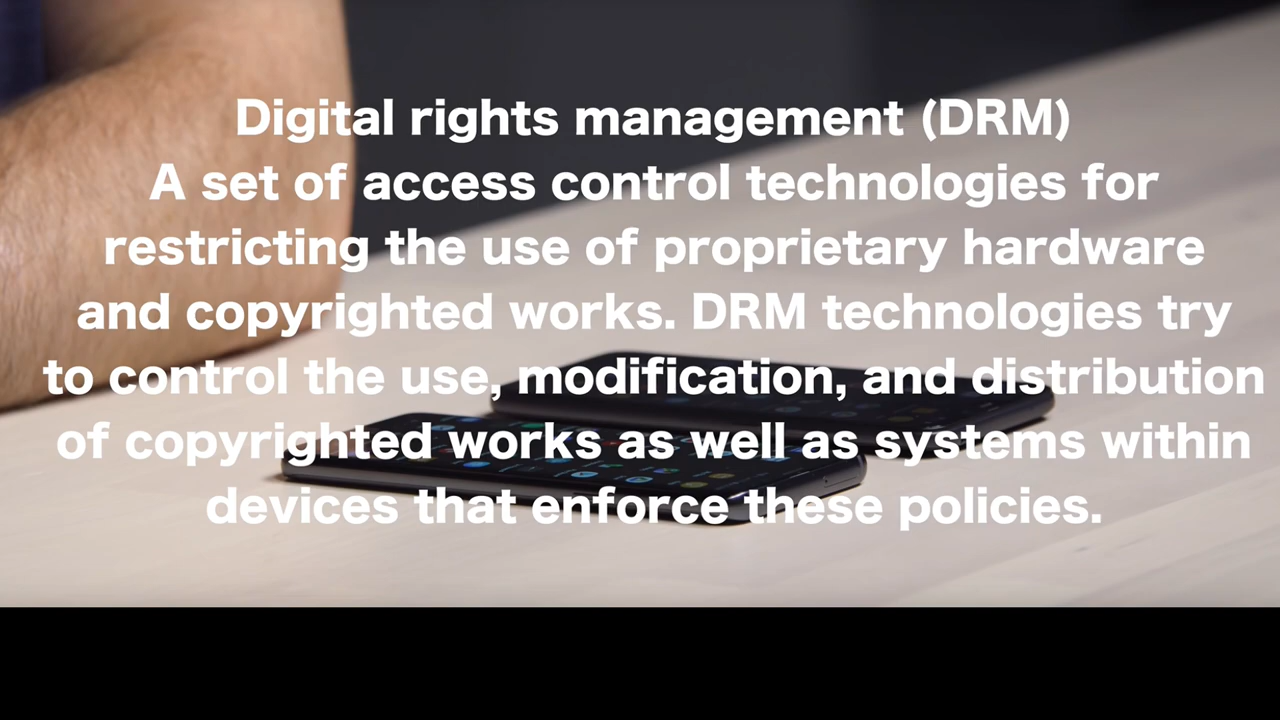 Digital rights management (DRM)
A set of access control technologies for
restricting the use of proprietary hardware
and copyrighted works. DRM technologies try
to control the use, modification, and distribution
of copyrighted works as well as systems within
devices that enforce these policies.